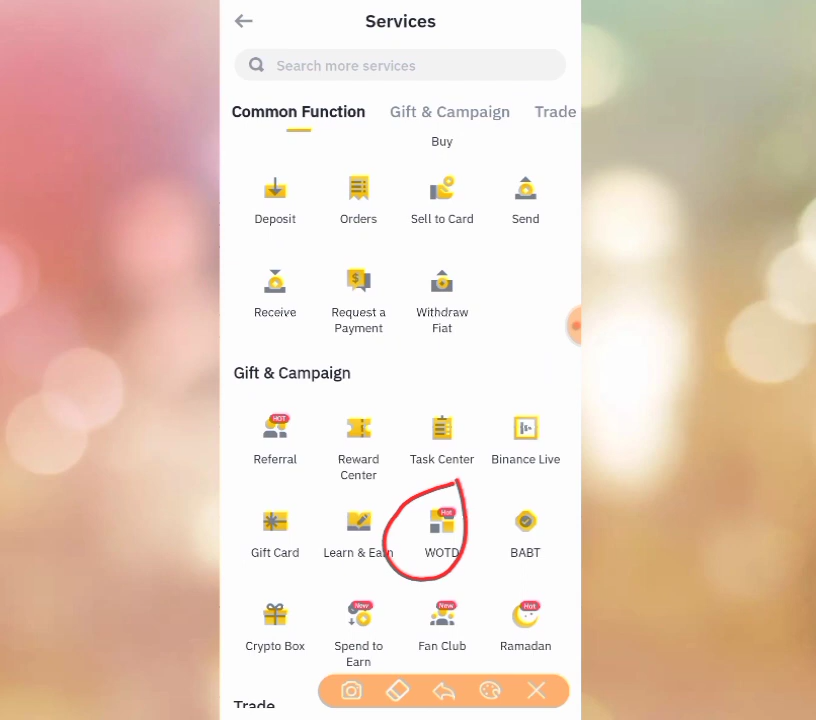 Services
Search more services
Common Function Gift & Campaign Trade
Buy
Deposit Orders Sell to Card Send
Receive Request a Payment Withdraw Fiat
Gift & Campaign
HOT
Referral Reward Center Task Center Binance Live
Hot
Gift Card Learn & Earn WOTD BABT
New New Hot
Crypto Box Spend to Earn Fan Club Ramadan
Trade